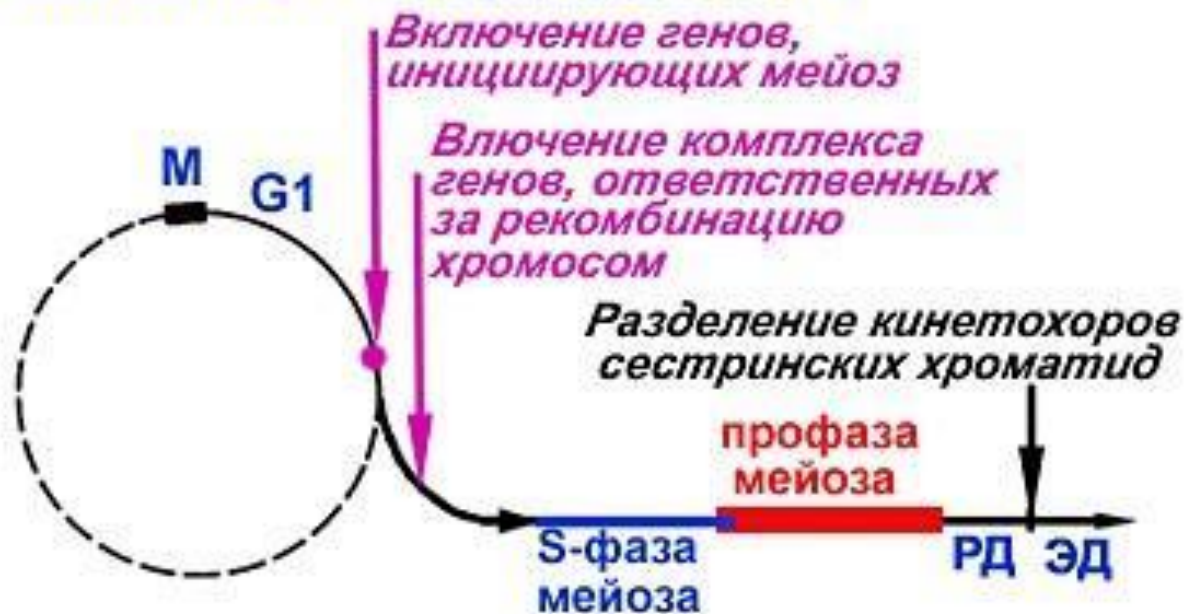 Включение генов,
инициирующих мейоз
Влючение комплекса
генов, ответственных
за рекомбинацию
хромосом
M
G1
Разделение кинетохоров
сестринских хроматид
профаза
мейоза
S-фаза
мейоза
РД
ЭД